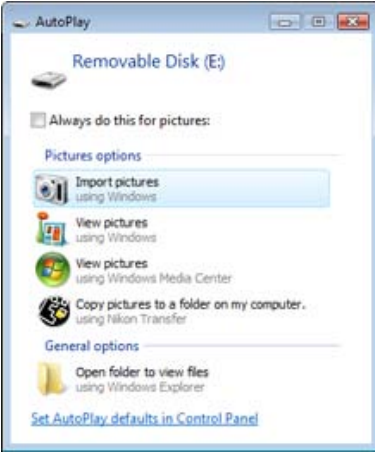 AutoPlay
Removable Disk (E:)
Always do this for pictures:
Pictures options
Import pictures
using Windows
View pictures
using Windows
View pictures
using Windows Media Center
Copy pictures to a folder on my computer.
using Nikon Transfer
General options
Open folder to view files
using Windows Explorer
Set AutoPlay defaults in Control Panel